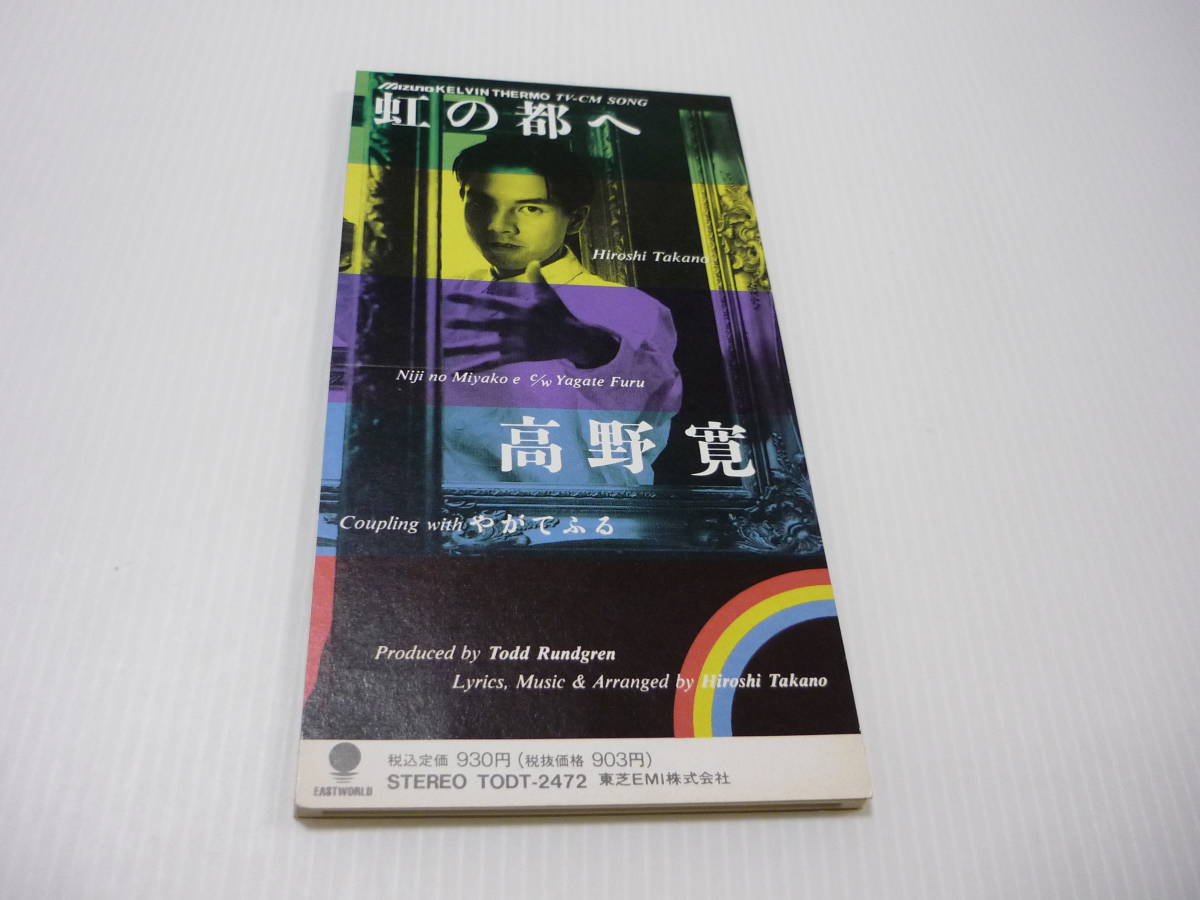 Mizuno KELVIN THERMO TV-CM SONG
虹の都へ
Hiroshi Takano
Niji no Miyako e c/w Yagate Furu
高野寛
Coupling with やがてふる
Produced by Todd Rundgren
Lyrics, Music & Arranged by Hiroshi Takano
税込定価 930円 (税抜価格 903円)
STEREO TODT-2472 東芝EMI株式会社
EASTWORLD